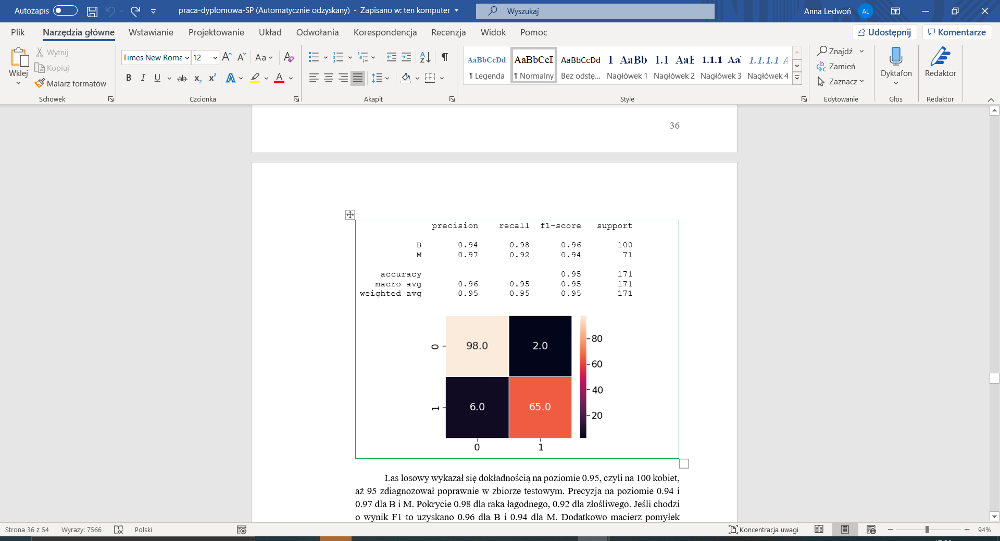 Autozapis
praca-dyplomowa-SP (Automatycznie odzyskany) - Zapisano w: ten komputer
Wyszukaj
Anna Ledwoń AL
Plik Narzędzia główne Wstawianie Projektowanie Układ Odwołania Korespondencja Recenzja Widok Pomoc
Udostępnij Komentarze
Wklej
Wytnij
Kopiuj
Malarz formatów
Schowek
Times New Roma 12
Czcionka
Akapit
AaBbCcDd AaBbCcI AaBbCcDd 1 AaBb 1.1 AaE 1.1.1 Aa 1.1.1.1 A
¶ Legenda ¶ Normalny Bez odstę... Nagłówek 1 Nagłówek 2 Nagłówek 3 Nagłówek 4
Style
Znajdź
Zamień
Zaznacz
Edytowanie
Dyktafon
Głos
Redaktor
Redaktor
36
precision recall f1-score support
B 0.94 0.98 0.96 100
M 0.97 0.92 0.94 71
accuracy 0.95 171
macro avg 0.96 0.95 0.95 171
weighted avg 0.95 0.95 0.95 171
0 98.0 2.0
1 6.0 65.0
0 1
80
60
40
20
Las losowy wykazał się dokładnością na poziomie 0.95, czyli na 100 kobiet,
aż 95 zdiagnozował poprawnie w zbiorze testowym. Precyzja na poziomie 0.94 i
0.97 dla B i M. Pokrycie 0.98 dla raka łagodnego, 0.92 dla złośliwego. Jeśli chodzi
o wynik F1 to uzyskano 0.96 dla B i 0.94 dla M. Dodatkowo macierz pomyłek
Strona 36 z 54 Wyrazy: 7566 Polski Koncentracja uwagi 94%